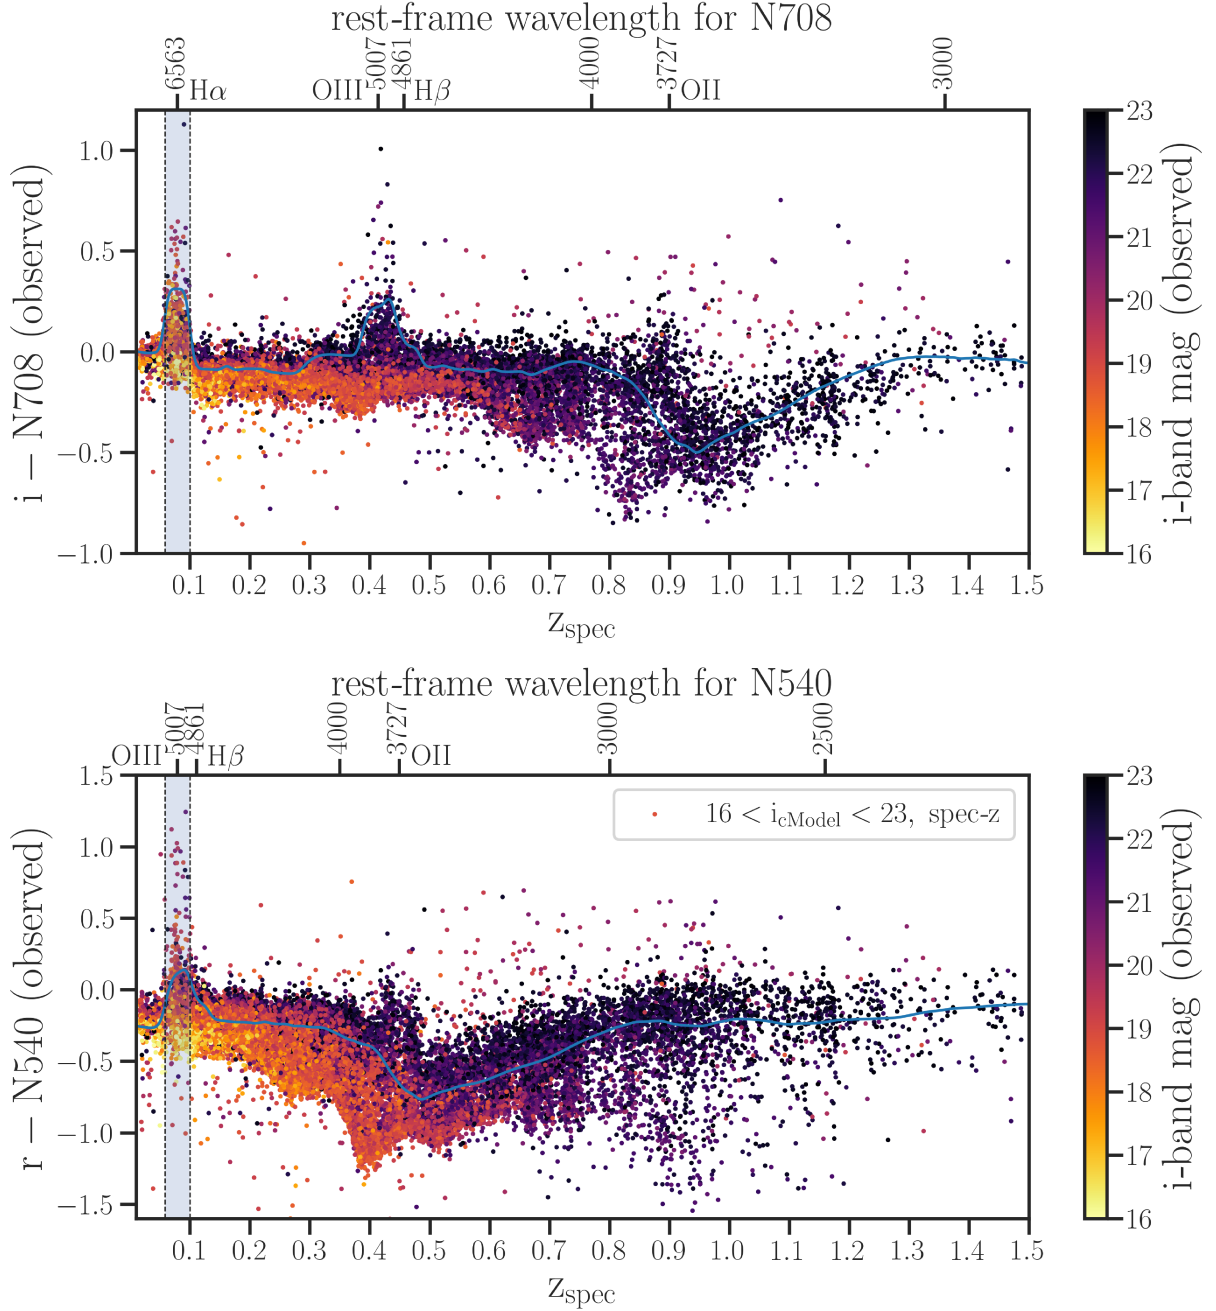 rest-frame wavelength for N708
6563 5007 4861 4000 3727 3000
Hα OIII Hβ OII
i − N708 (observed)
1.0
0.5
0.0
−0.5
−1.0
0.1 0.2 0.3 0.4 0.5 0.6 0.7 0.8 0.9 1.0 1.1 1.2 1.3 1.4 1.5
zspec
23
22
21
20
19
18
17
16
i-band mag (observed)
rest-frame wavelength for N540
5007 4861 4000 3727 3000 2500
OIII Hβ OII
r − N540 (observed)
1.5
1.0
0.5
0.0
−0.5
−1.0
−1.5
16 < icModel < 23, spec-z
0.1 0.2 0.3 0.4 0.5 0.6 0.7 0.8 0.9 1.0 1.1 1.2 1.3 1.4 1.5
zspec
23
22
21
20
19
18
17
16
i-band mag (observed)